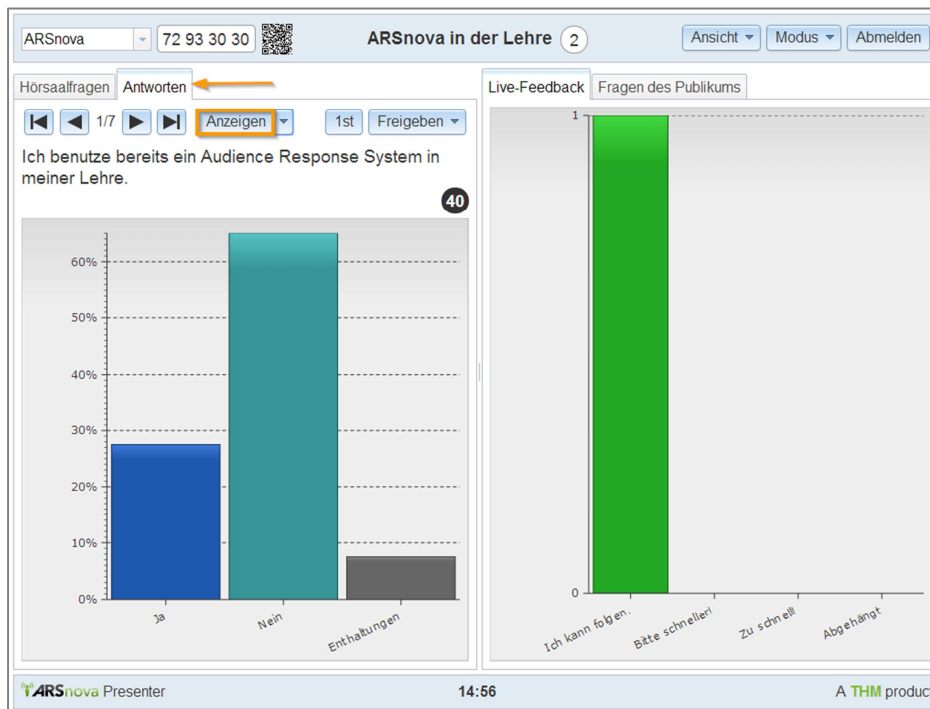 ARSnova 72 93 30 30 ARSnova in der Lehre 2 Ansicht Modus Abmelden
Hörsaalfragen Antworten
1/7 Anzeigen 1st Freigeben
Ich benutze bereits ein Audience Response System in
meiner Lehre.
40
60%
50%
40%
30%
20%
10%
0%
Ja Nein Enthaltungen
Live-Feedback Fragen des Publikums
1
0
Ich kann folgen. Bitte schneller! Zu schnell! Abgehängt
ARSnova Presenter 14:56 A THM product